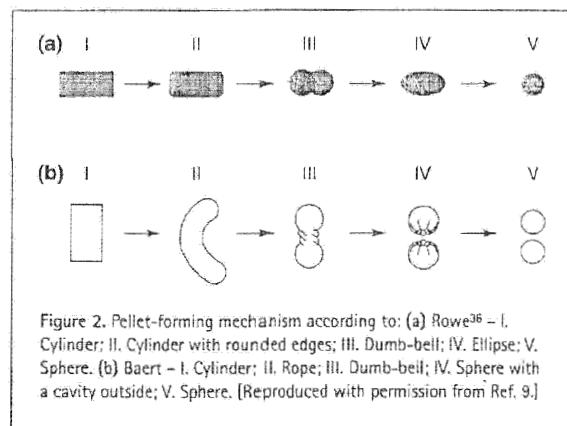 (a) I II III IV V
(b) I II III IV V
Figure 2. Pellet-forming mechanism according to: (a) Rowe³⁶ – I.
Cylinder; II. Cylinder with rounded edges; III. Dumb-bell; IV. Ellipse; V.
Sphere. (b) Baert – I. Cylinder; II. Rope; III. Dumb-bell; IV. Sphere with
a cavity outside; V. Sphere. [Reproduced with permission from Ref. 9.]